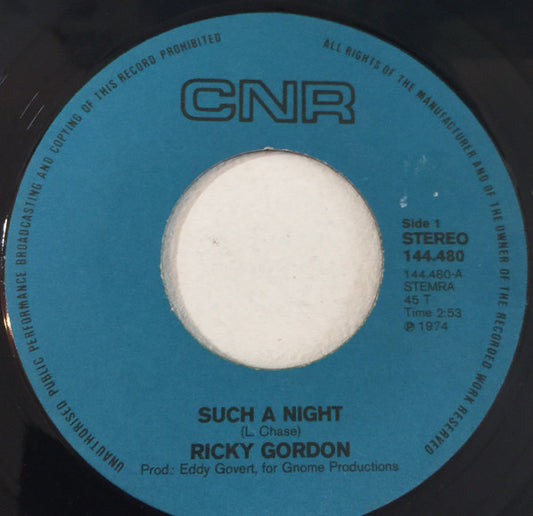 UNAUTHORISED PUBLIC PERFORMANCE BROADCASTING AND COPYING OF THIS RECORD PROHIBITED
ALL RIGHTS OF THE MANUFACTURER AND OF THE OWNER OF THE RECORDED WORK RESERVED
CNR
Side 1
STEREO
144.480
144.480-A
STEMRA
45 T
Time 2:53
℗ 1974
SUCH A NIGHT
(L. Chase)
RICKY GORDON
Prod.: Eddy Govert, for Gnome Productions